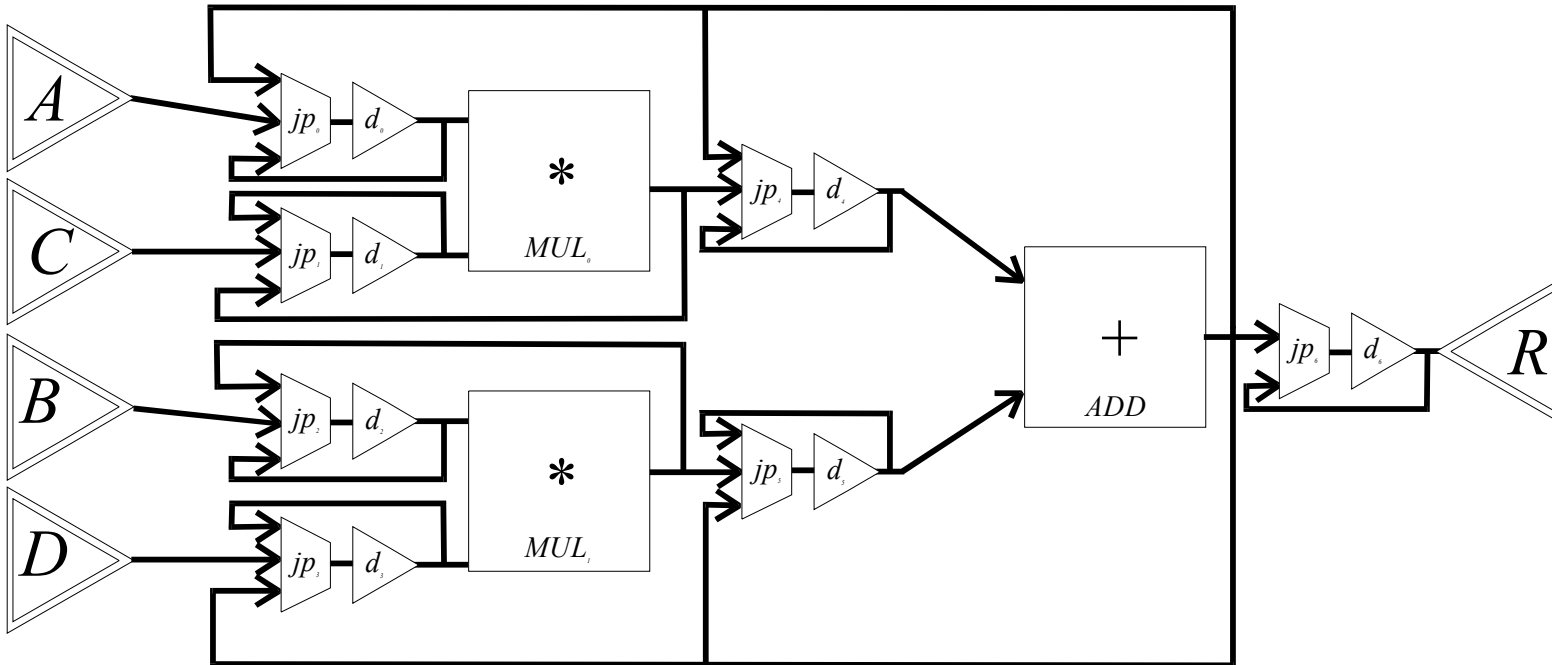 A
jp₀
d₀
*
MUL₀
C
jp₁
d₁
jp₄
d₄
+
ADD
jp₆
d₆
R
B
jp₂
d₂
*
MUL₁
D
jp₃
d₃
jp₅
d₅